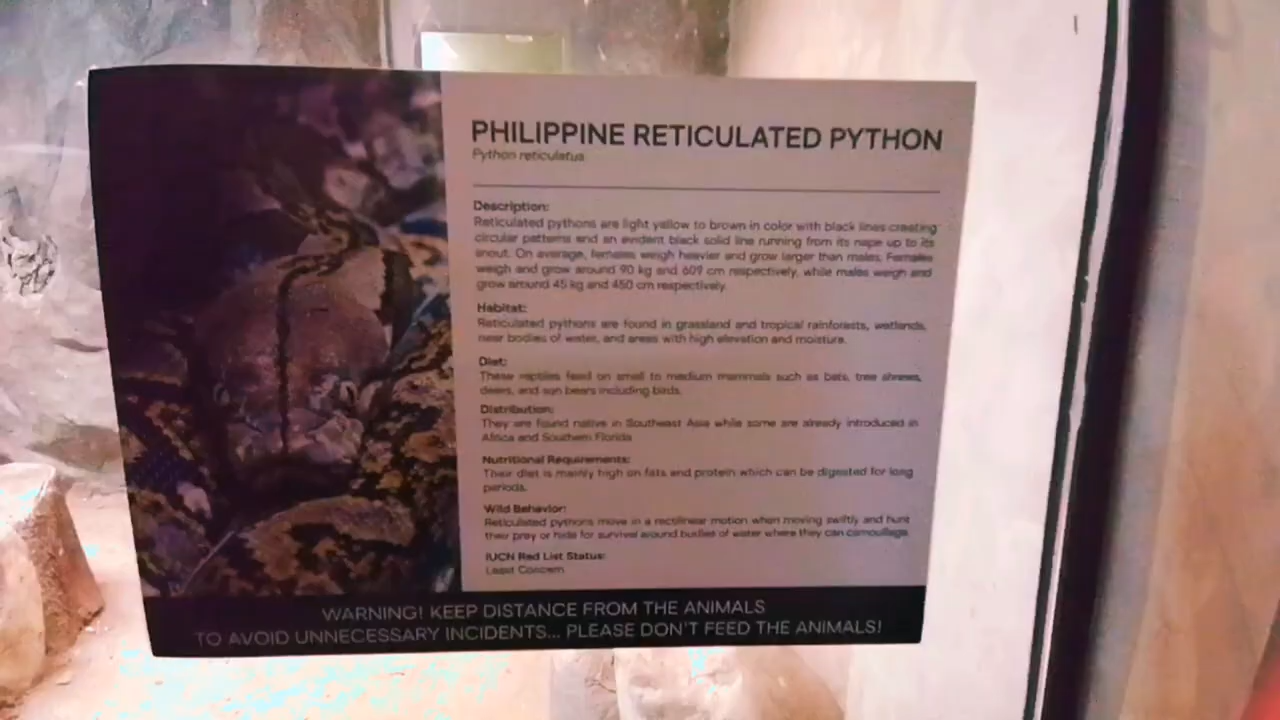 PHILIPPINE RETICULATED PYTHON
Python reticulatus
Description:
Reticulated pythons are light yellow to brown in color with black lines creating
circular patterns and an evident black solid line running from its nape up to its
snout. On average, females weigh heavier and grow larger than males. Females
weigh and grow around 90 kg and 609 cm respectively, while males weigh and
grow around 45 kg and 450 cm respectively.
Habitat:
Reticulated pythons are found in grassland and tropical rainforests, wetlands,
near bodies of water, and areas with high elevation and moisture.
Diet:
These reptiles feed on small to medium mammals such as bats, tree shrews,
deers, and sun bears including birds.
Distribution:
They are found native in Southeast Asia while some are already introduced in
Africa and Southern Florida
Nutritional Requirements:
Their diet is mainly high on fats and protein which can be digested for long
periods.
Wild Behavior:
Reticulated pythons move in a rectilinear motion when moving swiftly and hunt
their prey or hide for survival around bodies of water where they can camouflage
IUCN Red List Status:
Least Concern
WARNING! KEEP DISTANCE FROM THE ANIMALS
TO AVOID UNNECESSARY INCIDENTS... PLEASE DON'T FEED THE ANIMALS!